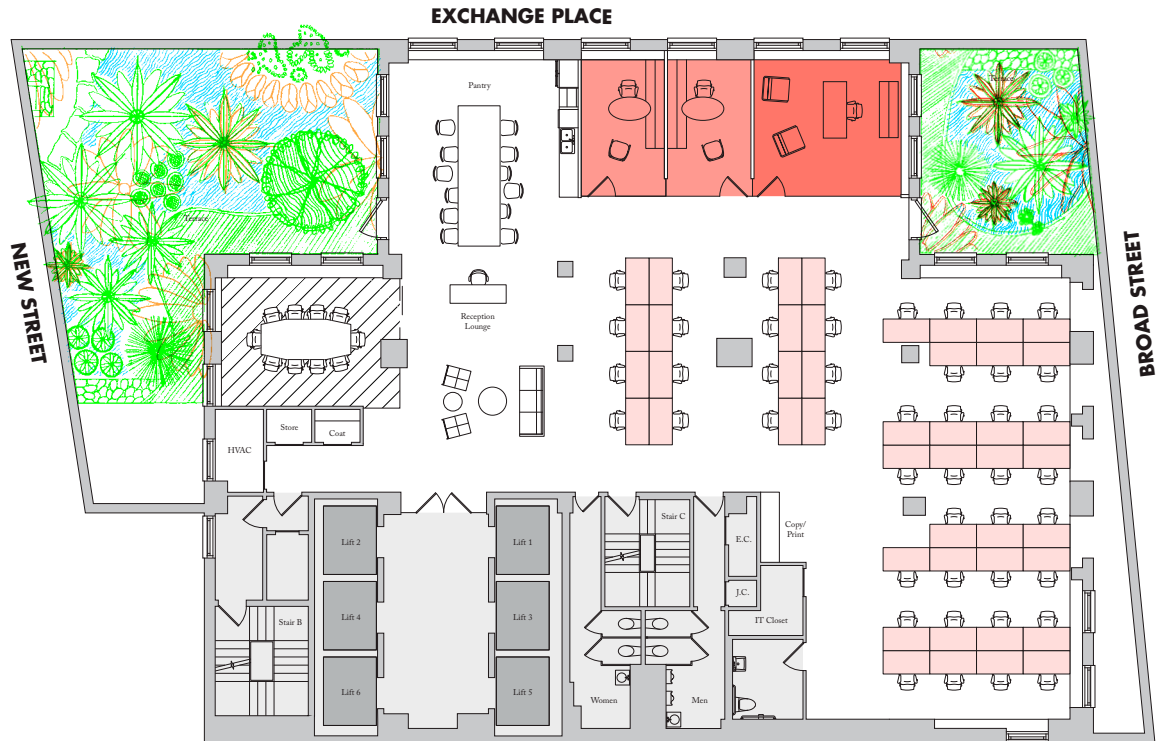 EXCHANGE PLACE
Pantry
Terrace
Terrace
NEW STREET
BROAD STREET
Reception
Lounge
Store
Coat
HVAC
Lift 2
Lift 1
Stair C
E.C.
Copy/
Print
J.C.
Lift 4
Lift 3
Stair B
IT Closet
Lift 6
Lift 5
Women
Men